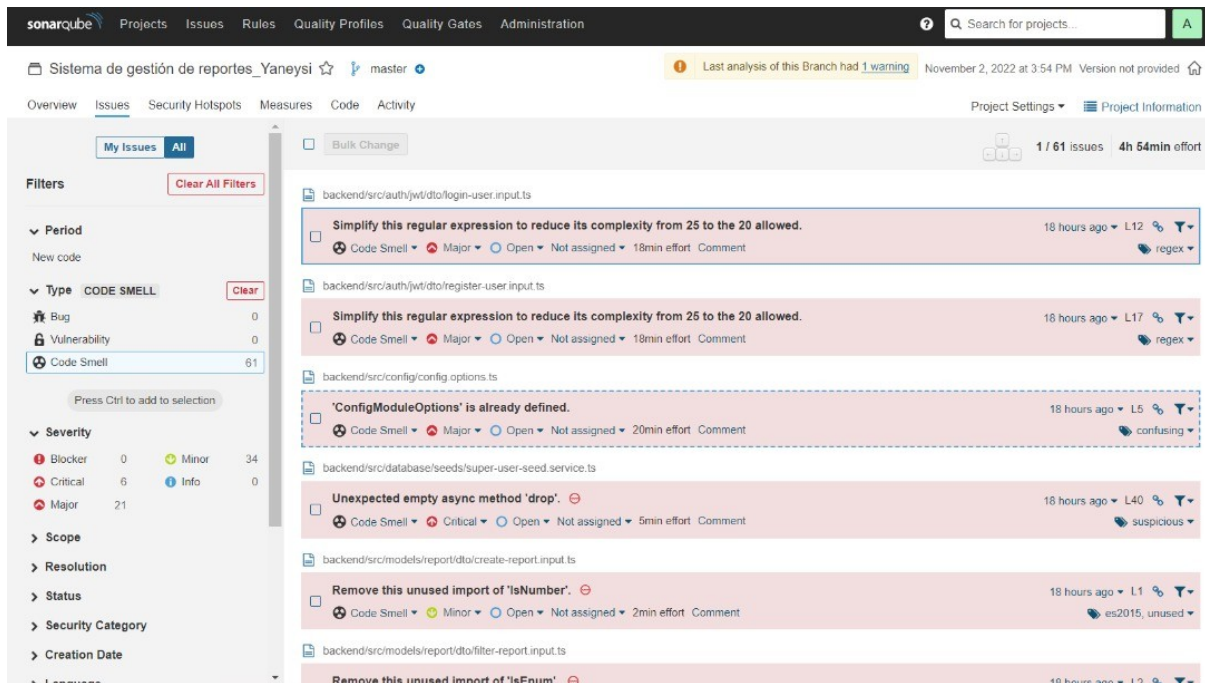 sonarqube Projects Issues Rules Quality Profiles Quality Gates Administration ? Search for projects... A
Sistema de gestión de reportes_Yaneysi master Last analysis of this Branch had 1 warning November 2, 2022 at 3:54 PM Version not provided
Overview Issues Security Hotspots Measures Code Activity Project Settings Project Information
My Issues All
Bulk Change 1 / 61 issues 4h 54min effort
Filters Clear All Filters
Period
New code
Type CODE SMELL Clear
Bug 0
Vulnerability 0
Code Smell 61
Press Ctrl to add to selection
Severity
Blocker 0 Minor 34
Critical 6 Info 0
Major 21
Scope
Resolution
Status
Security Category
Creation Date
Language
backend/src/auth/jwt/dto/login-user.input.ts
Simplify this regular expression to reduce its complexity from 25 to the 20 allowed. 18 hours ago L12
Code Smell Major Open Not assigned 18min effort Comment regex
backend/src/auth/jwt/dto/register-user.input.ts
Simplify this regular expression to reduce its complexity from 25 to the 20 allowed. 18 hours ago L17
Code Smell Major Open Not assigned 18min effort Comment regex
backend/src/config/config.options.ts
'ConfigModuleOptions' is already defined. 18 hours ago L5
Code Smell Major Open Not assigned 20min effort Comment confusing
backend/src/database/seeds/super-user-seed.service.ts
Unexpected empty async method 'drop'. 18 hours ago L40
Code Smell Critical Open Not assigned 5min effort Comment suspicious
backend/src/models/report/dto/create-report.input.ts
Remove this unused import of 'IsNumber'. 18 hours ago L1
Code Smell Minor Open Not assigned 2min effort Comment es2015, unused
backend/src/models/report/dto/filter-report.input.ts
Remove this unused import of 'IsEnum'. 18 hours ago L2